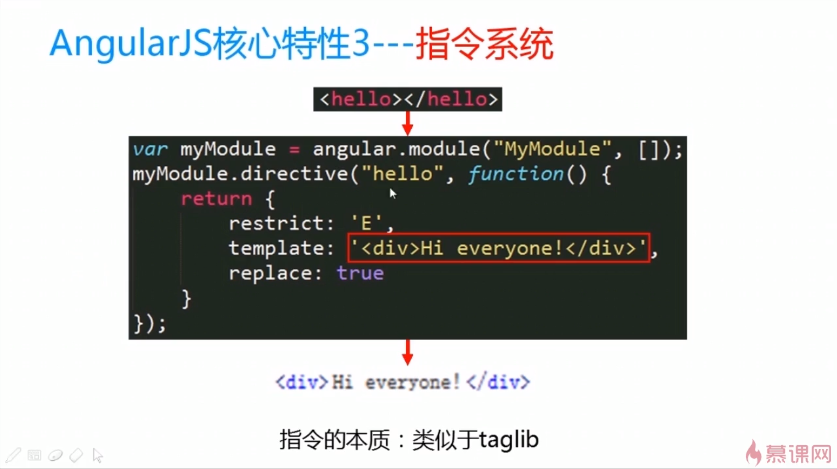 AngularJS核心特性3---指令系统
<hello></hello>
var myModule = angular.module("MyModule", []);
myModule.directive("hello", function() {
    return {
        restrict: 'E',
        template: '<div>Hi everyone!</div>',
        replace: true
    }
});
<div>Hi everyone!</div>
指令的本质：类似于taglib
慕课网